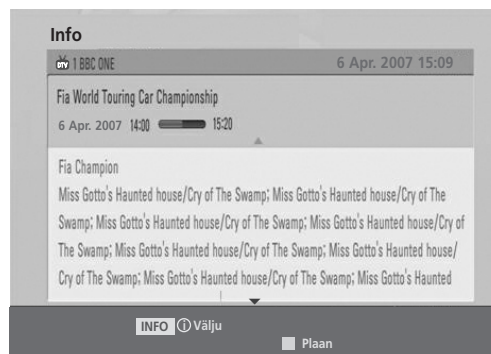 Info
DTV 1 BBC ONE 6 Apr. 2007 15:09
Fia World Touring Car Championship
6 Apr. 2007 14:00 15:20
Fia Champion
Miss Gotto's Haunted house/Cry of The Swamp; Miss Gotto's Haunted house/Cry of The
Swamp; Miss Gotto's Haunted house/Cry of The Swamp; Miss Gotto's Haunted house/Cry of
The Swamp; Miss Gotto's Haunted house/Cry of The Swamp; Miss Gotto's Haunted house/
Cry of The Swamp; Miss Gotto's Haunted house/Cry of The Swamp; Miss Gotto's Haunted
INFO i Välju
Plaan